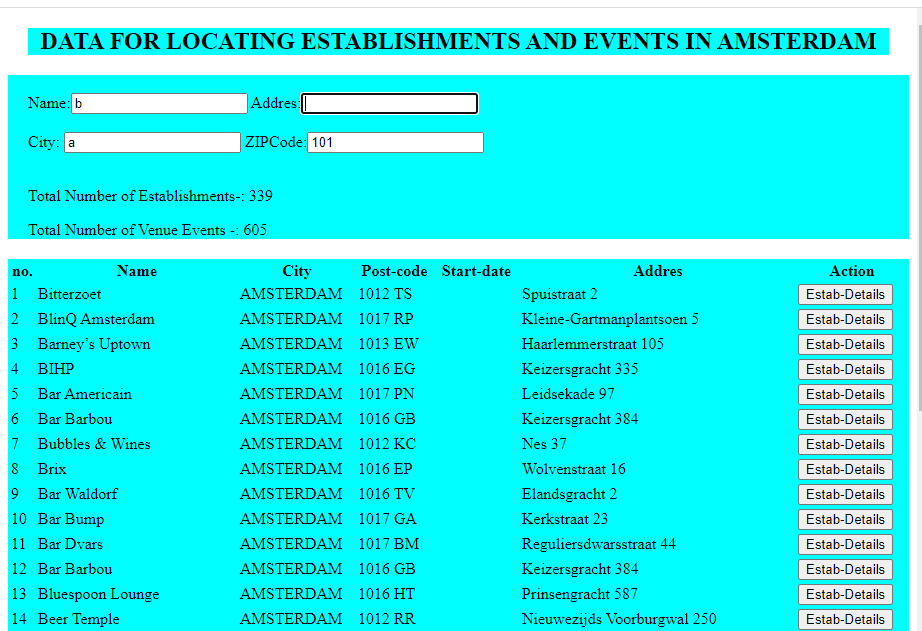 DATA FOR LOCATING ESTABLISHMENTS AND EVENTS IN AMSTERDAM
Name: b Addres:
City: a ZIPCode: 101
Total Number of Establishments-: 339
Total Number of Venue Events -: 605
no. Name City Post-code Start-date Addres Action
1 Bitterzoet AMSTERDAM 1012 TS Spuistraat 2 Estab-Details
2 BlinQ Amsterdam AMSTERDAM 1017 RP Kleine-Gartmanplantsoen 5 Estab-Details
3 Barney’s Uptown AMSTERDAM 1013 EW Haarlemmerstraat 105 Estab-Details
4 BIHP AMSTERDAM 1016 EG Keizersgracht 335 Estab-Details
5 Bar Americain AMSTERDAM 1017 PN Leidsekade 97 Estab-Details
6 Bar Barbou AMSTERDAM 1016 GB Keizersgracht 384 Estab-Details
7 Bubbles & Wines AMSTERDAM 1012 KC Nes 37 Estab-Details
8 Brix AMSTERDAM 1016 EP Wolvenstraat 16 Estab-Details
9 Bar Waldorf AMSTERDAM 1016 TV Elandsgracht 2 Estab-Details
10 Bar Bump AMSTERDAM 1017 GA Kerkstraat 23 Estab-Details
11 Bar Dvars AMSTERDAM 1017 BM Reguliersdwarsstraat 44 Estab-Details
12 Bar Barbou AMSTERDAM 1016 GB Keizersgracht 384 Estab-Details
13 Bluespoon Lounge AMSTERDAM 1016 HT Prinsengracht 587 Estab-Details
14 Beer Temple AMSTERDAM 1012 RR Nieuwezijds Voorburgwal 250 Estab-Details